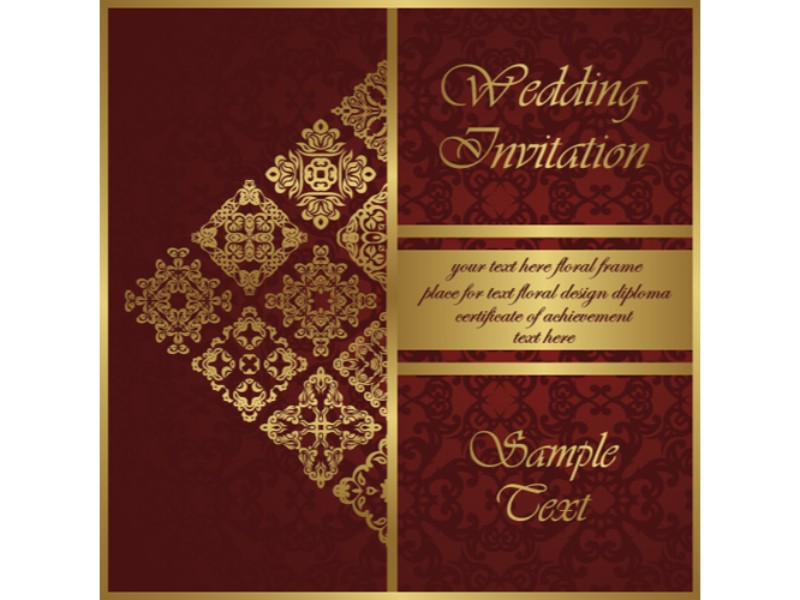 Wedding
Invitation
your text here floral frame
place for text floral design diploma
certificate of achievement
text here
Sample
Text